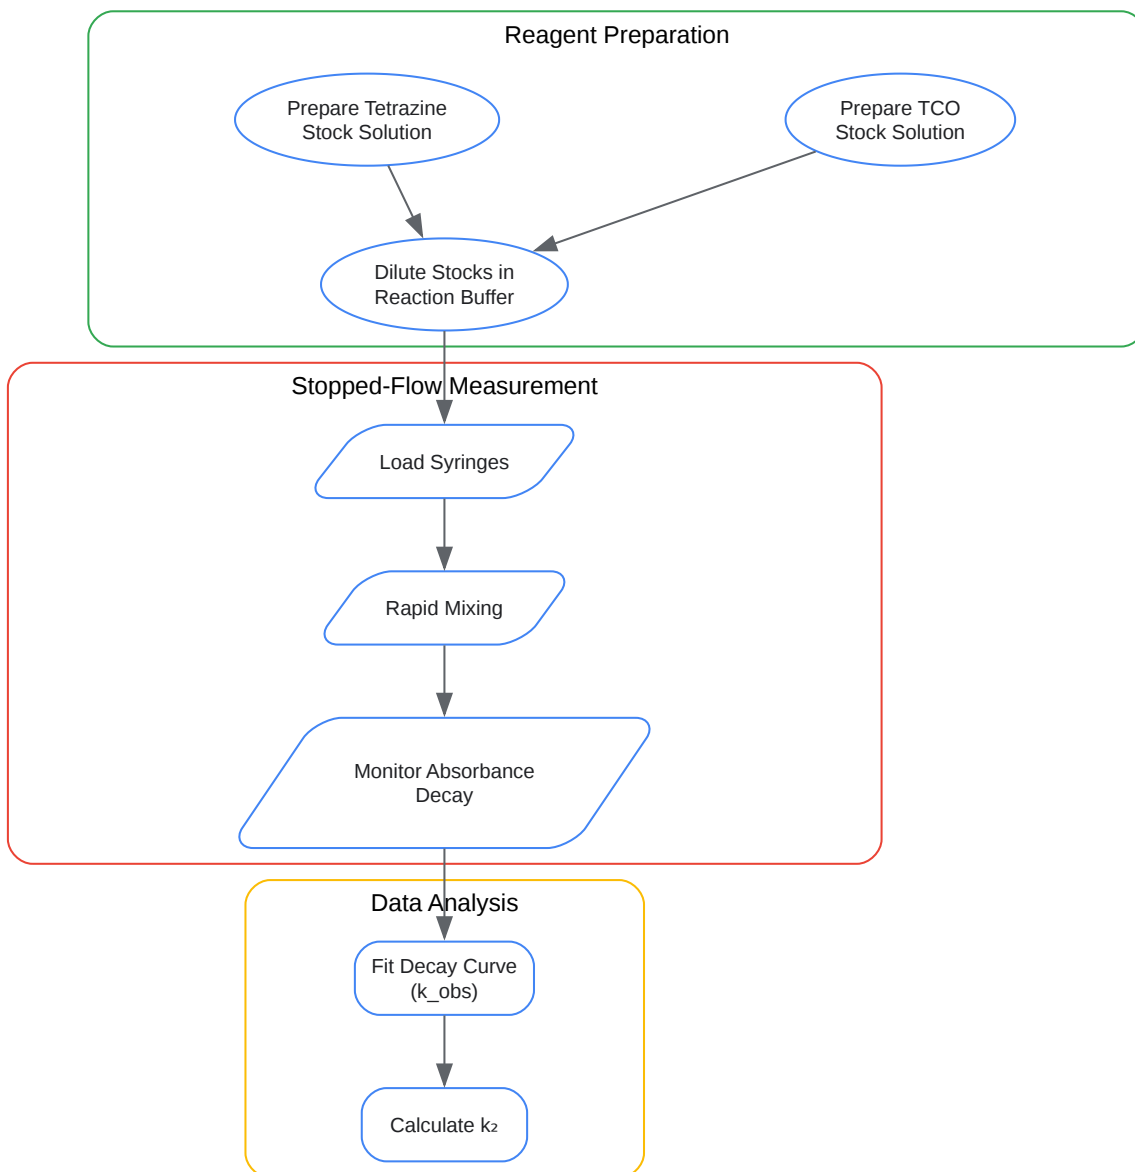 Reagent Preparation
Prepare Tetrazine
Stock Solution
Prepare TCO
Stock Solution
Dilute Stocks in
Reaction Buffer
Stopped-Flow Measurement
Load Syringes
Rapid Mixing
Monitor Absorbance
Decay
Data Analysis
Fit Decay Curve
(k_obs)
Calculate k₂